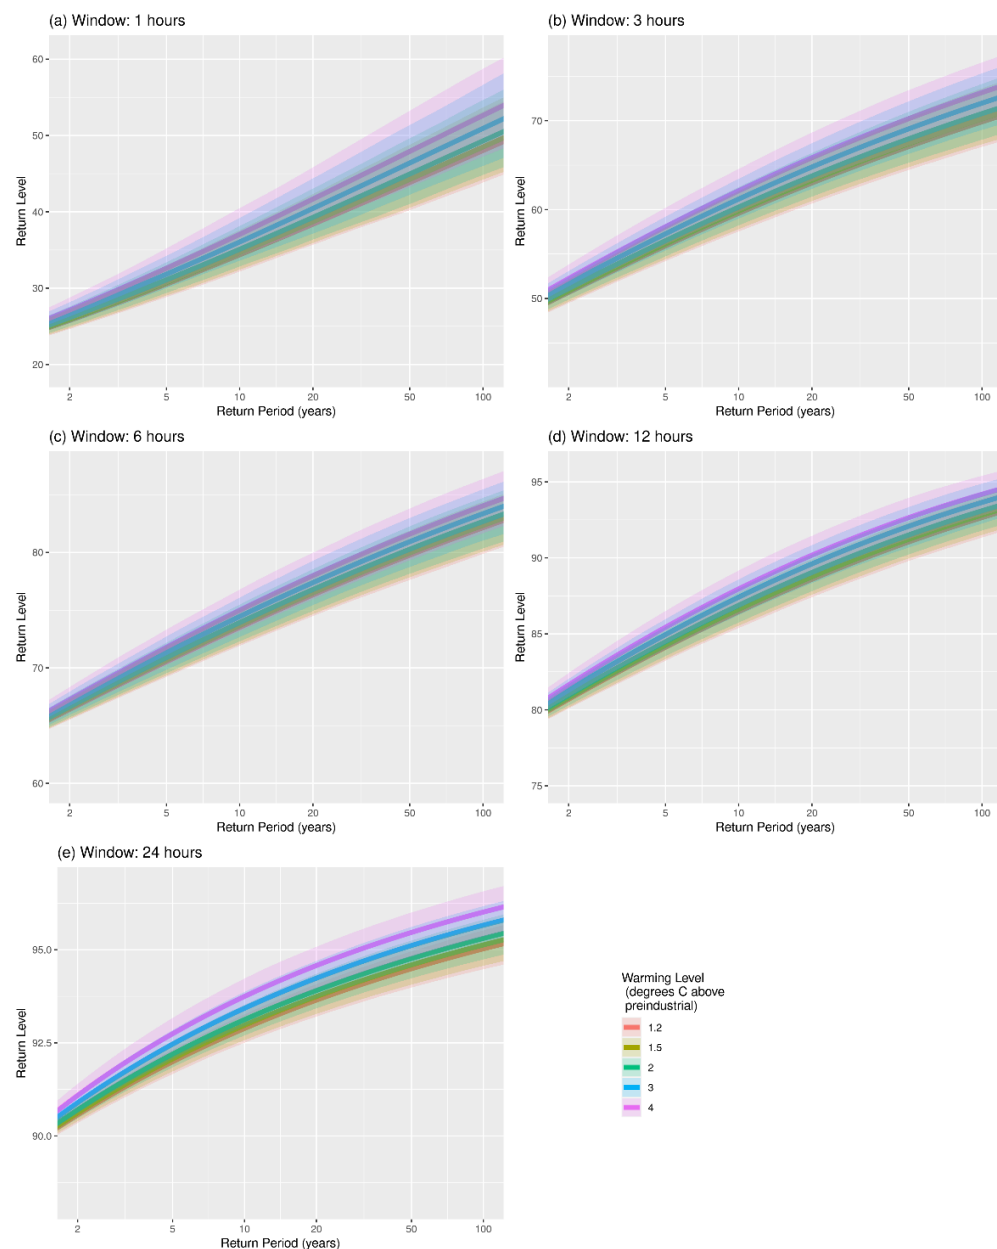 (a) Window: 1 hours
60
50
40
30
20
Return Level
2 5 10 20 50 100
Return Period (years)
(b) Window: 3 hours
70
60
50
Return Level
2 5 10 20 50 100
Return Period (years)
(c) Window: 6 hours
80
70
60
Return Level
2 5 10 20 50 100
Return Period (years)
(d) Window: 12 hours
95
90
85
80
75
Return Level
2 5 10 20 50 100
Return Period (years)
(e) Window: 24 hours
95.0
92.5
90.0
Return Level
2 5 10 20 50 100
Return Period (years)
Warming Level
(degrees C above
preindustrial)
1.2
1.5
2
3
4